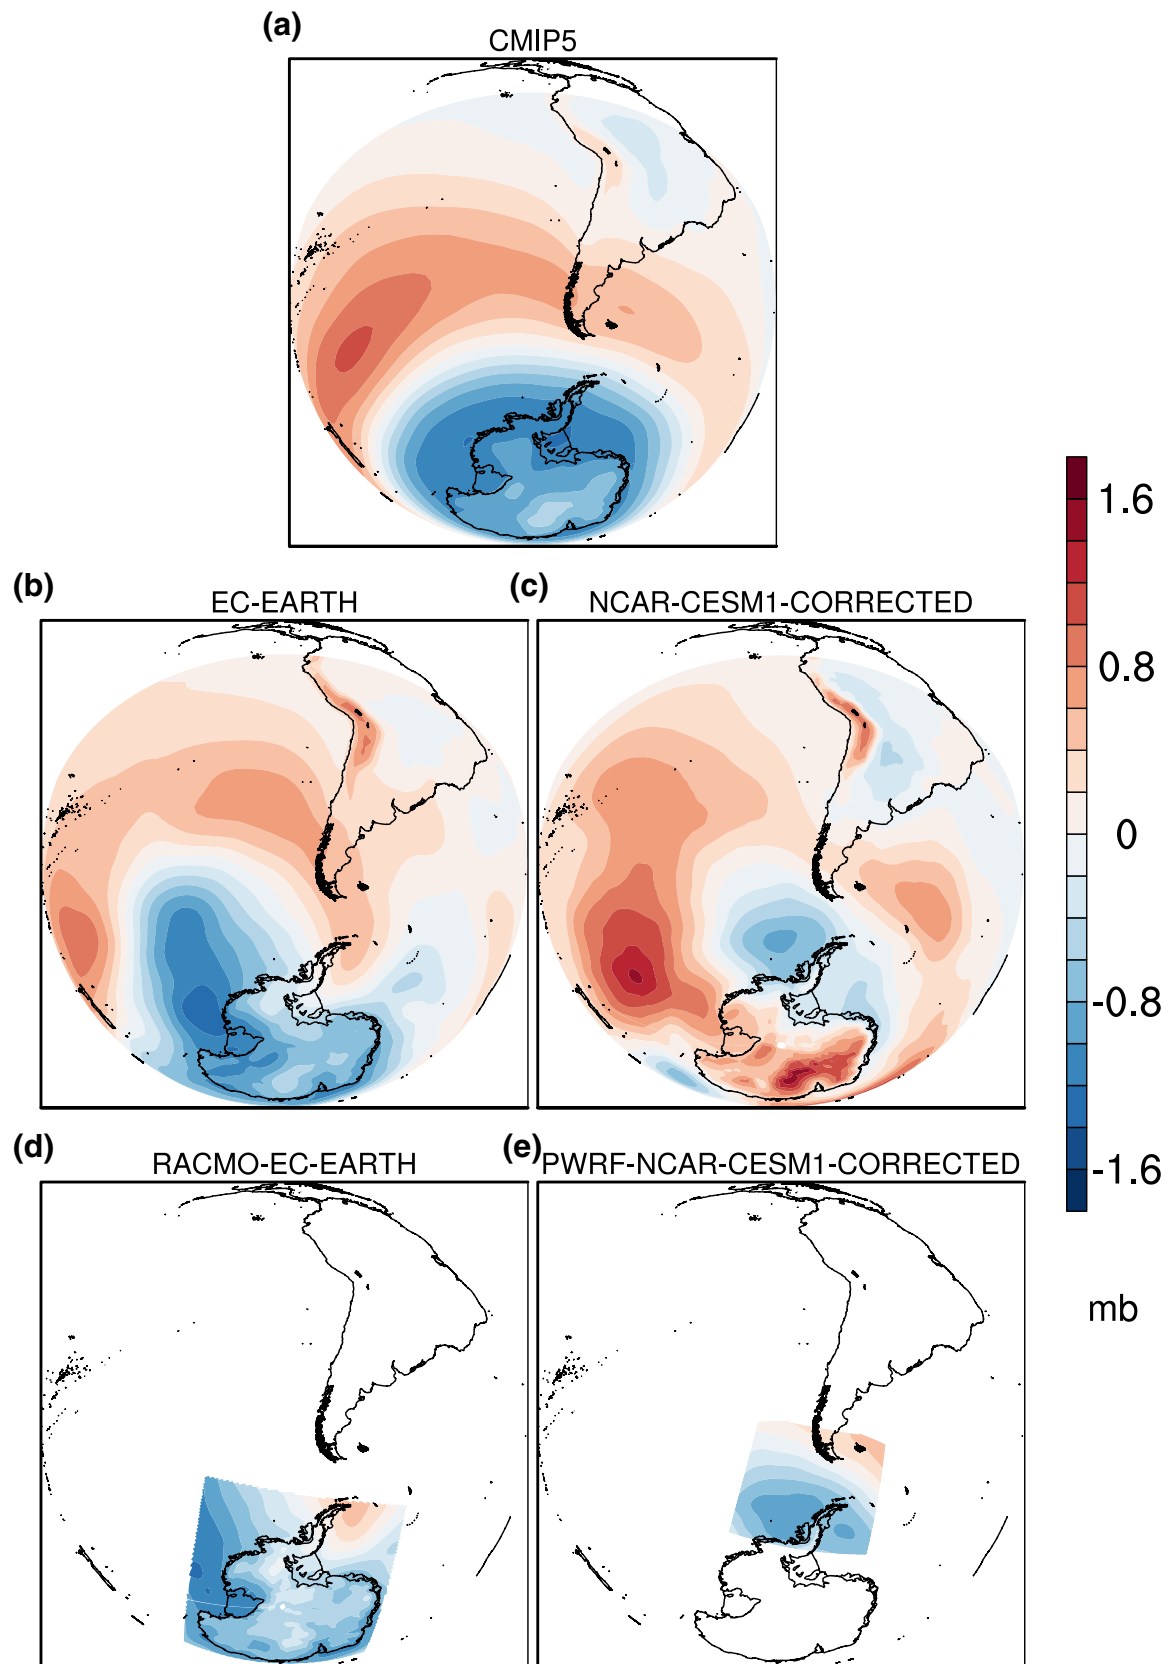 (a)
CMIP5
(b)
EC-EARTH
(c)
NCAR-CESM1-CORRECTED
1.6
0.8
0
-0.8
-1.6
mb
(d)
RACMO-EC-EARTH
(e)
PWRF-NCAR-CESM1-CORRECTED